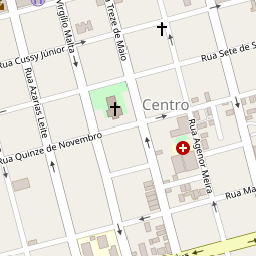 Virgílio Malta
Treze de Maio
Rua Cussy Júnior
Rua Sete de S
Rua Azarias Leite
Centro
Rua Agenor Meira
Rua Quinze de Novembro
Rua Ma